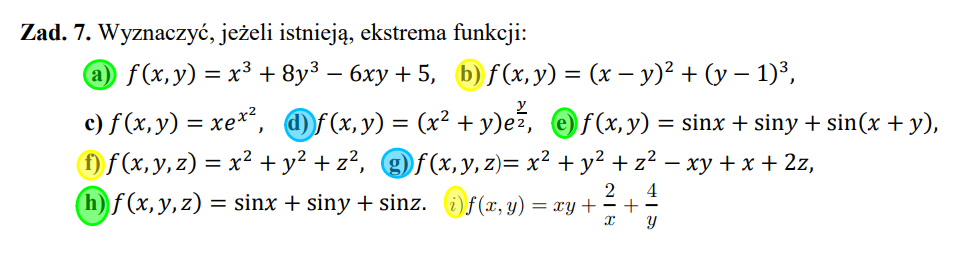 Zad. 7. Wyznaczyć, jeżeli istnieją, ekstrema funkcji:
a) f(x, y) = x³ + 8y³ − 6xy + 5, b) f(x, y) = (x − y)² + (y − 1)³,
c) f(x, y) = xe^{x²}, d) f(x, y) = (x² + y)e^{y/2}, e) f(x, y) = sinx + siny + sin(x + y),
f) f(x, y, z) = x² + y² + z², g) f(x, y, z)= x² + y² + z² − xy + x + 2z,
h) f(x, y, z) = sinx + siny + sinz. i) f(x, y) = xy + 2/x + 4/y